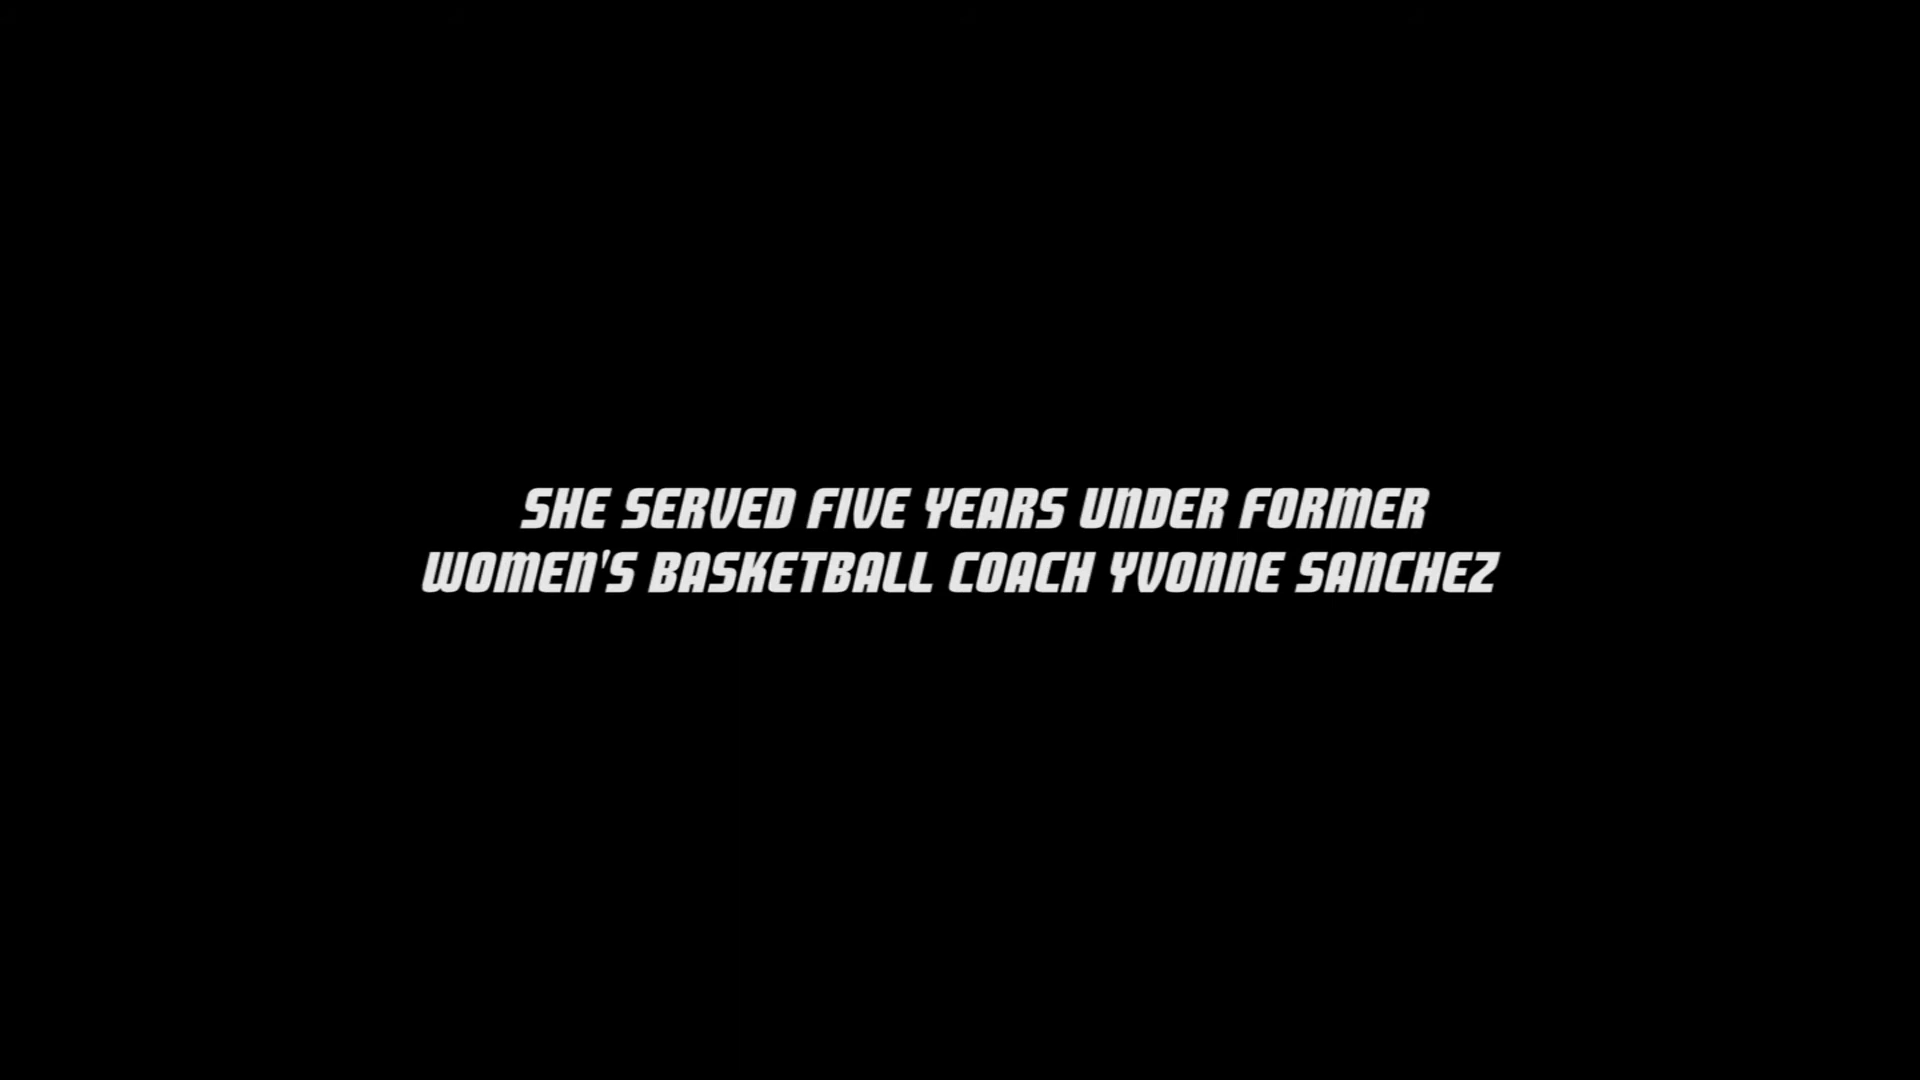 SHE SERVED FIVE YEARS UNDER FORMER
WOMEN'S BASKETBALL COACH YVONNE SANCHEZ